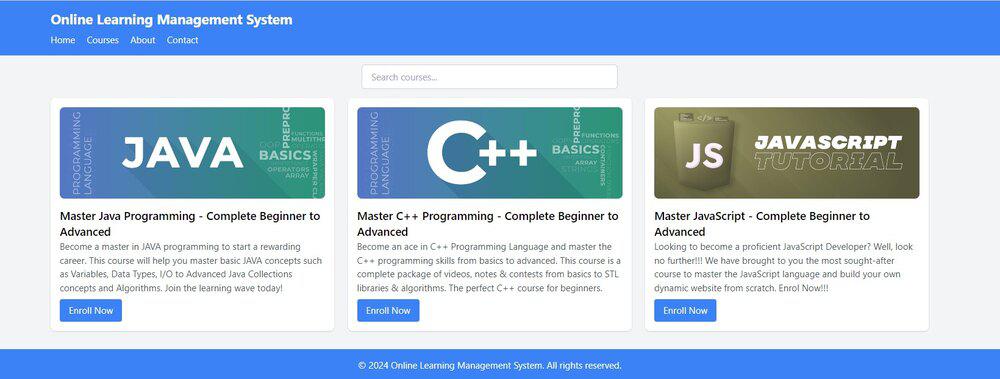 Online Learning Management System
Home Courses About Contact
Search courses...
PROGRAMMING
LANGUAGE
JAVA
FUNCTIONS
BASICS
OPERATORS
ARRAY
PROGRAMMING
LANGUAGE
C++
FUNCTIONS
BASICS
ARRAY
STRINGS
CONTAINERS
</>
JS
JAVASCRIPT
TUTORIAL
Master Java Programming - Complete Beginner to
Advanced
Become a master in JAVA programming to start a rewarding
career. This course will help you master basic JAVA concepts such
as Variables, Data Types, I/O to Advanced Java Collections
concepts and Algorithms. Join the learning wave today!
Enroll Now
Master C++ Programming - Complete Beginner to
Advanced
Become an ace in C++ Programming Language and master the
C++ programming skills from basics to advanced. This course is a
complete package of videos, notes & contests from basics to STL
libraries & algorithms. The perfect C++ course for beginners.
Enroll Now
Master JavaScript - Complete Beginner to
Advanced
Looking to become a proficient JavaScript Developer? Well, look
no further!!! We have brought to you the most sought-after
course to master the JavaScript language and build your own
dynamic website from scratch. Enrol Now!!!
Enroll Now
© 2024 Online Learning Management System. All rights reserved.